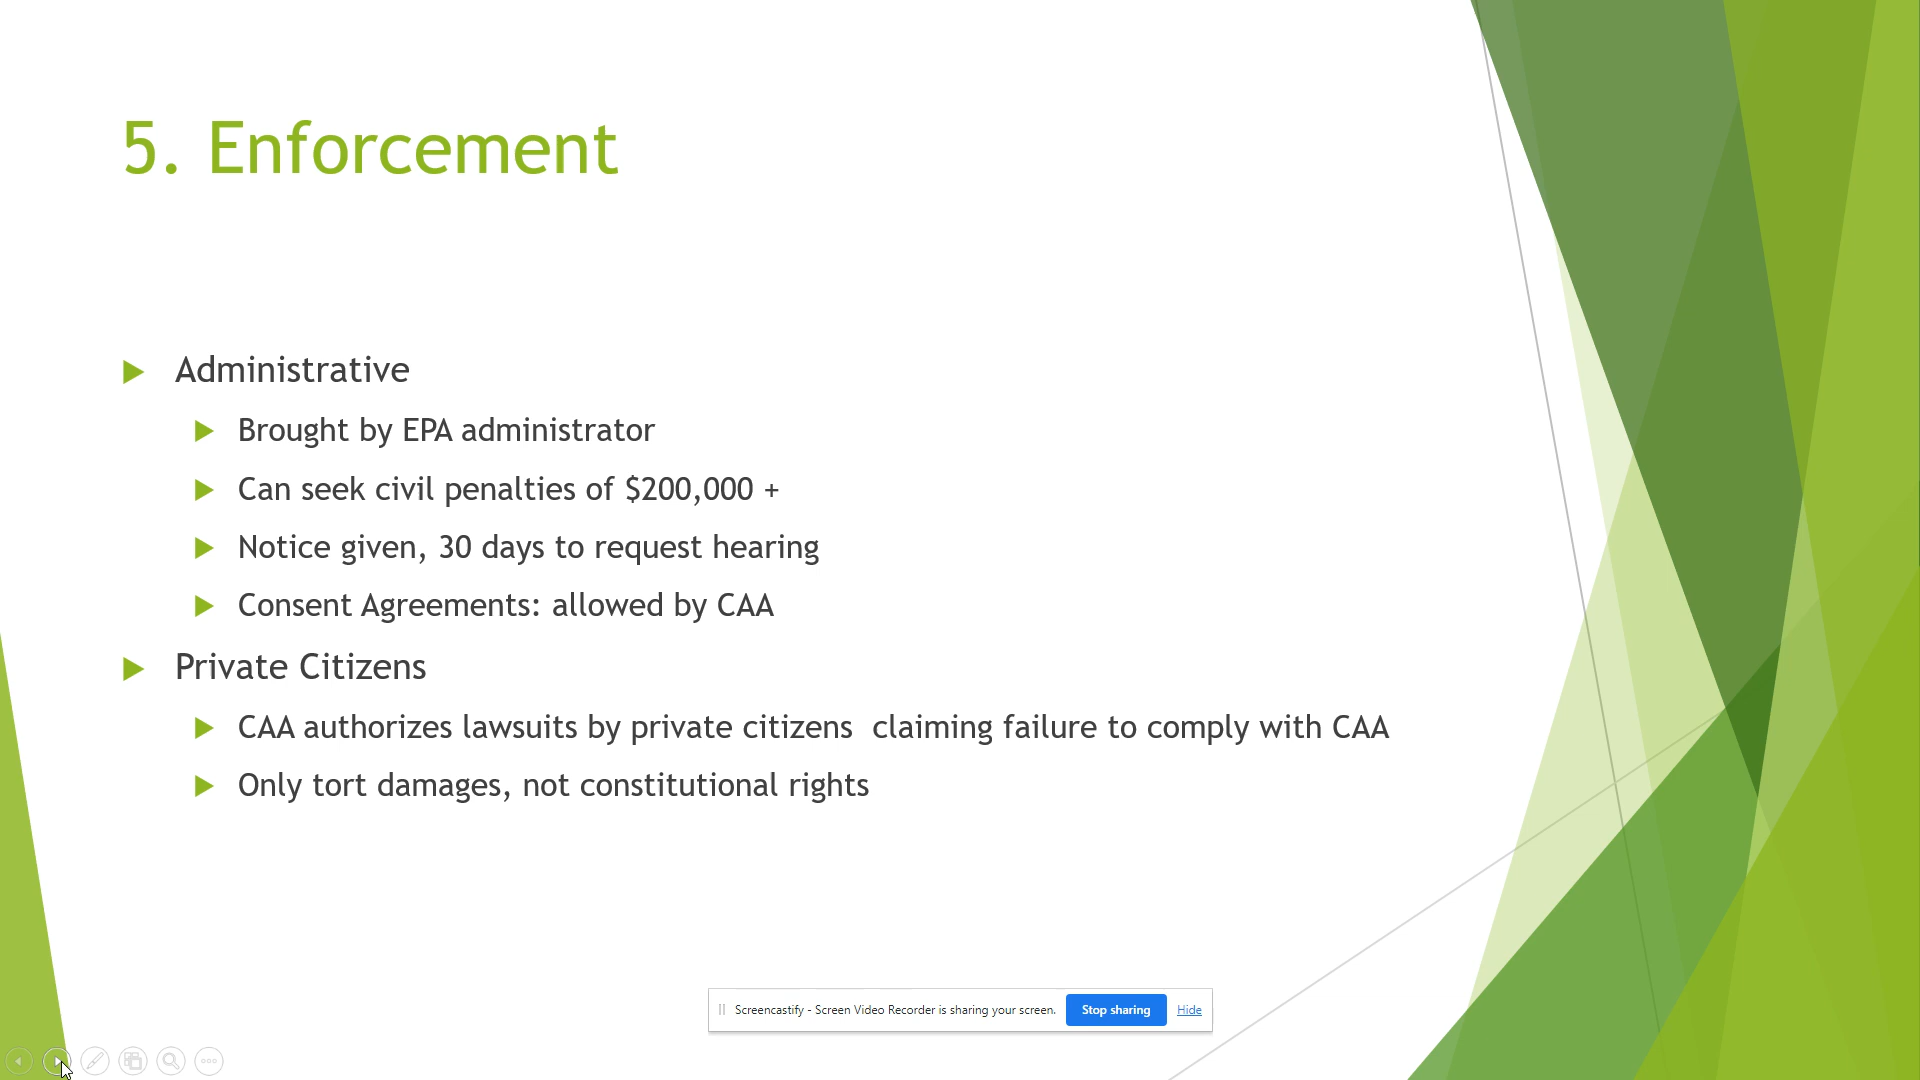 5. Enforcement
Administrative
Brought by EPA administrator
Can seek civil penalties of $200,000 +
Notice given, 30 days to request hearing
Consent Agreements: allowed by CAA
Private Citizens
CAA authorizes lawsuits by private citizens  claiming failure to comply with CAA
Only tort damages, not constitutional rights
Screencastify - Screen Video Recorder is sharing your screen. Stop sharing Hide